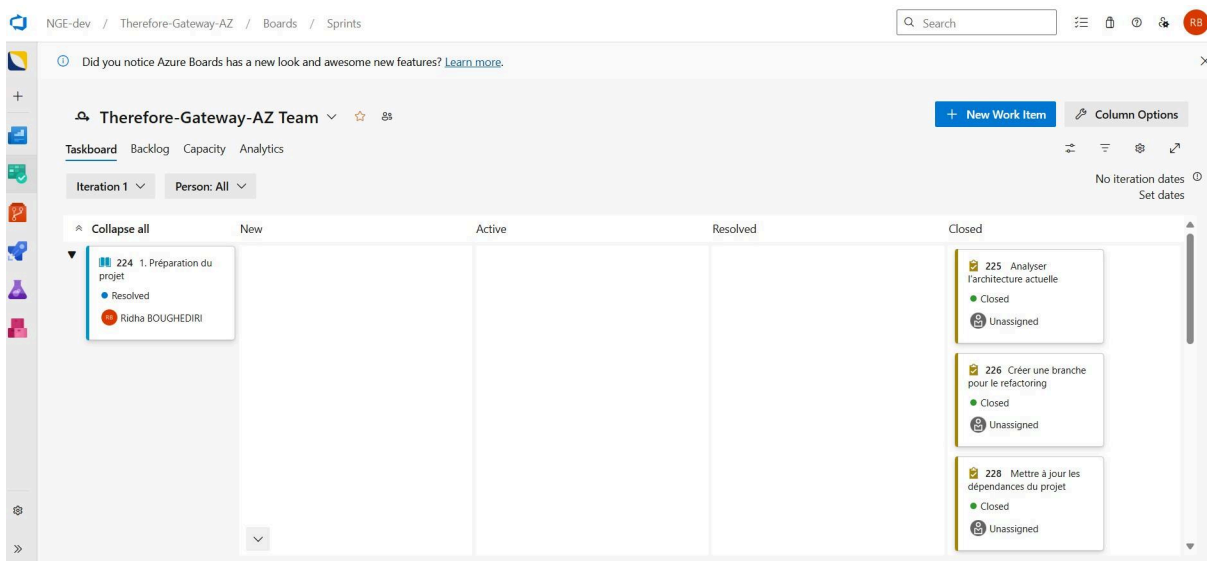 NGE-dev / Therefore-Gateway-AZ / Boards / Sprints
Search
RB
Did you notice Azure Boards has a new look and awesome new features? Learn more.
Therefore-Gateway-AZ Team
+ New Work Item
Column Options
Taskboard Backlog Capacity Analytics
Iteration 1
Person: All
No iteration dates
Set dates
Collapse all New Active Resolved Closed
224 1. Préparation du
projet
Resolved
RB Ridha BOUGHEDIRI
225 Analyser
l'architecture actuelle
Closed
Unassigned
226 Créer une branche
pour le refactoring
Closed
Unassigned
228 Mettre à jour les
dépendances du projet
Closed
Unassigned